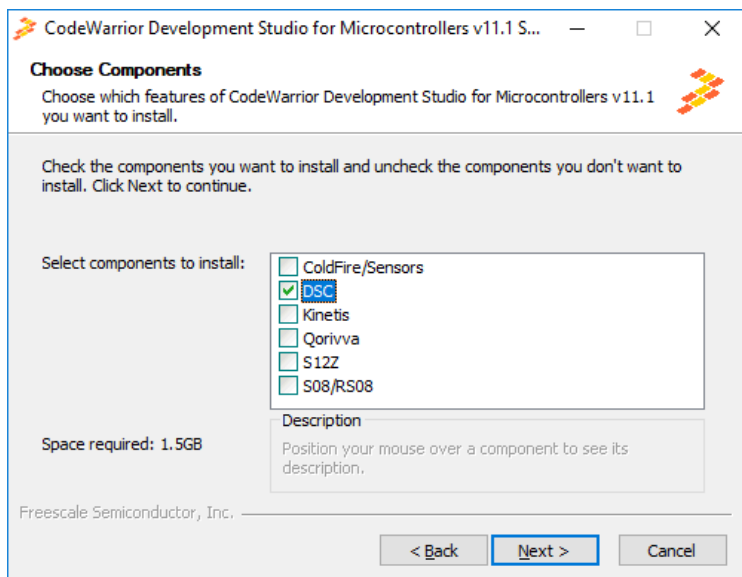 CodeWarrior Development Studio for Microcontrollers v11.1 S...
Choose Components
Choose which features of CodeWarrior Development Studio for Microcontrollers v11.1
you want to install.
Check the components you want to install and uncheck the components you don't want to
install. Click Next to continue.
Select components to install:
ColdFire/Sensors
DSC
Kinetis
Qorivva
S12Z
S08/RS08
Space required: 1.5GB
Description
Position your mouse over a component to see its
description.
Freescale Semiconductor, Inc.
< Back
Next >
Cancel